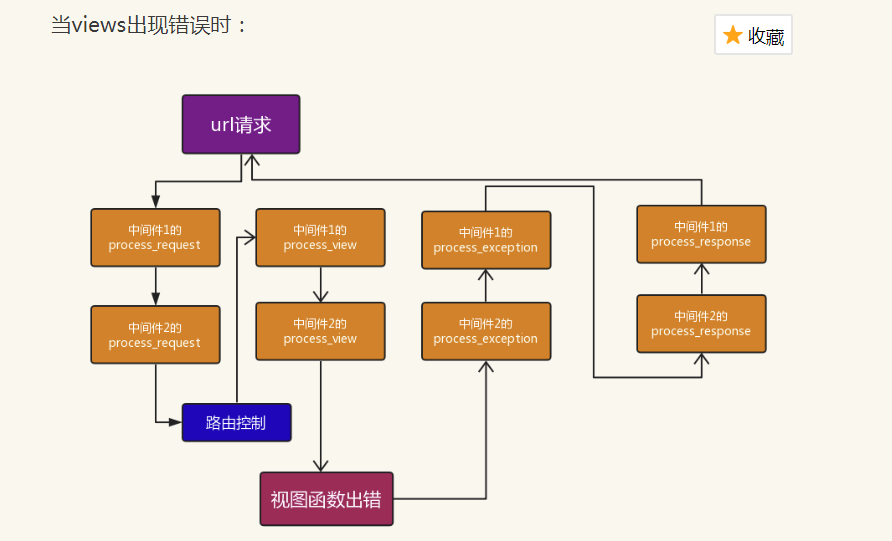 当views出现错误时：
收藏
url请求
中间件1的
process_request
中间件1的
process_view
中间件1的
process_exception
中间件1的
process_response
中间件2的
process_request
中间件2的
process_view
中间件2的
process_exception
中间件2的
process_response
路由控制
视图函数出错